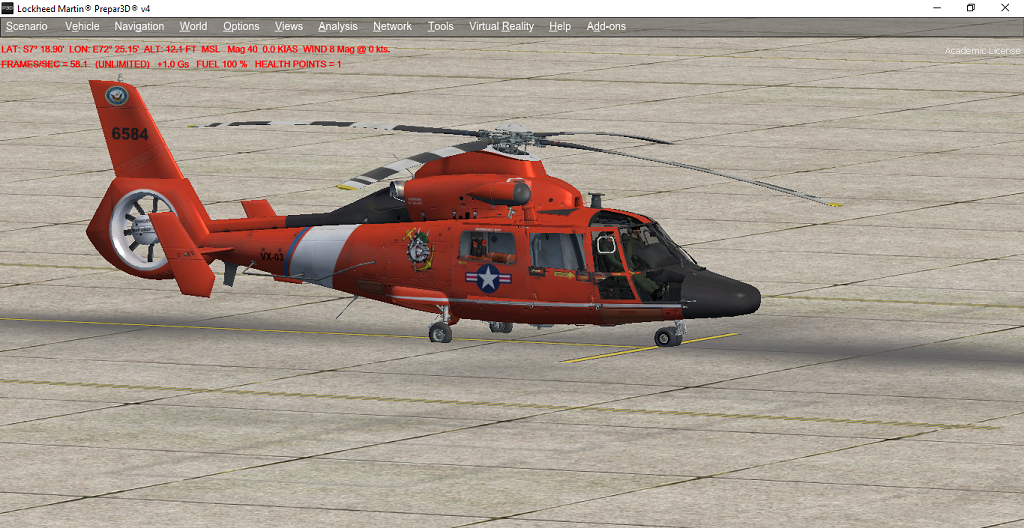 Lockheed Martin® Prepar3D® v4
Scenario Vehicle Navigation World Options Views Analysis Network Tools Virtual Reality Help Add-ons
LAT: S7° 18.90' LON: E72° 25.15' ALT: 12.1 FT MSL Mag 40 0.0 KIAS WIND 8 Mag @ 0 kts.
Academic License
FRAMES/SEC = 58.1 (UNLIMITED) +1.0 Gs FUEL 100 % HEALTH POINTS = 1
6584
VX-03